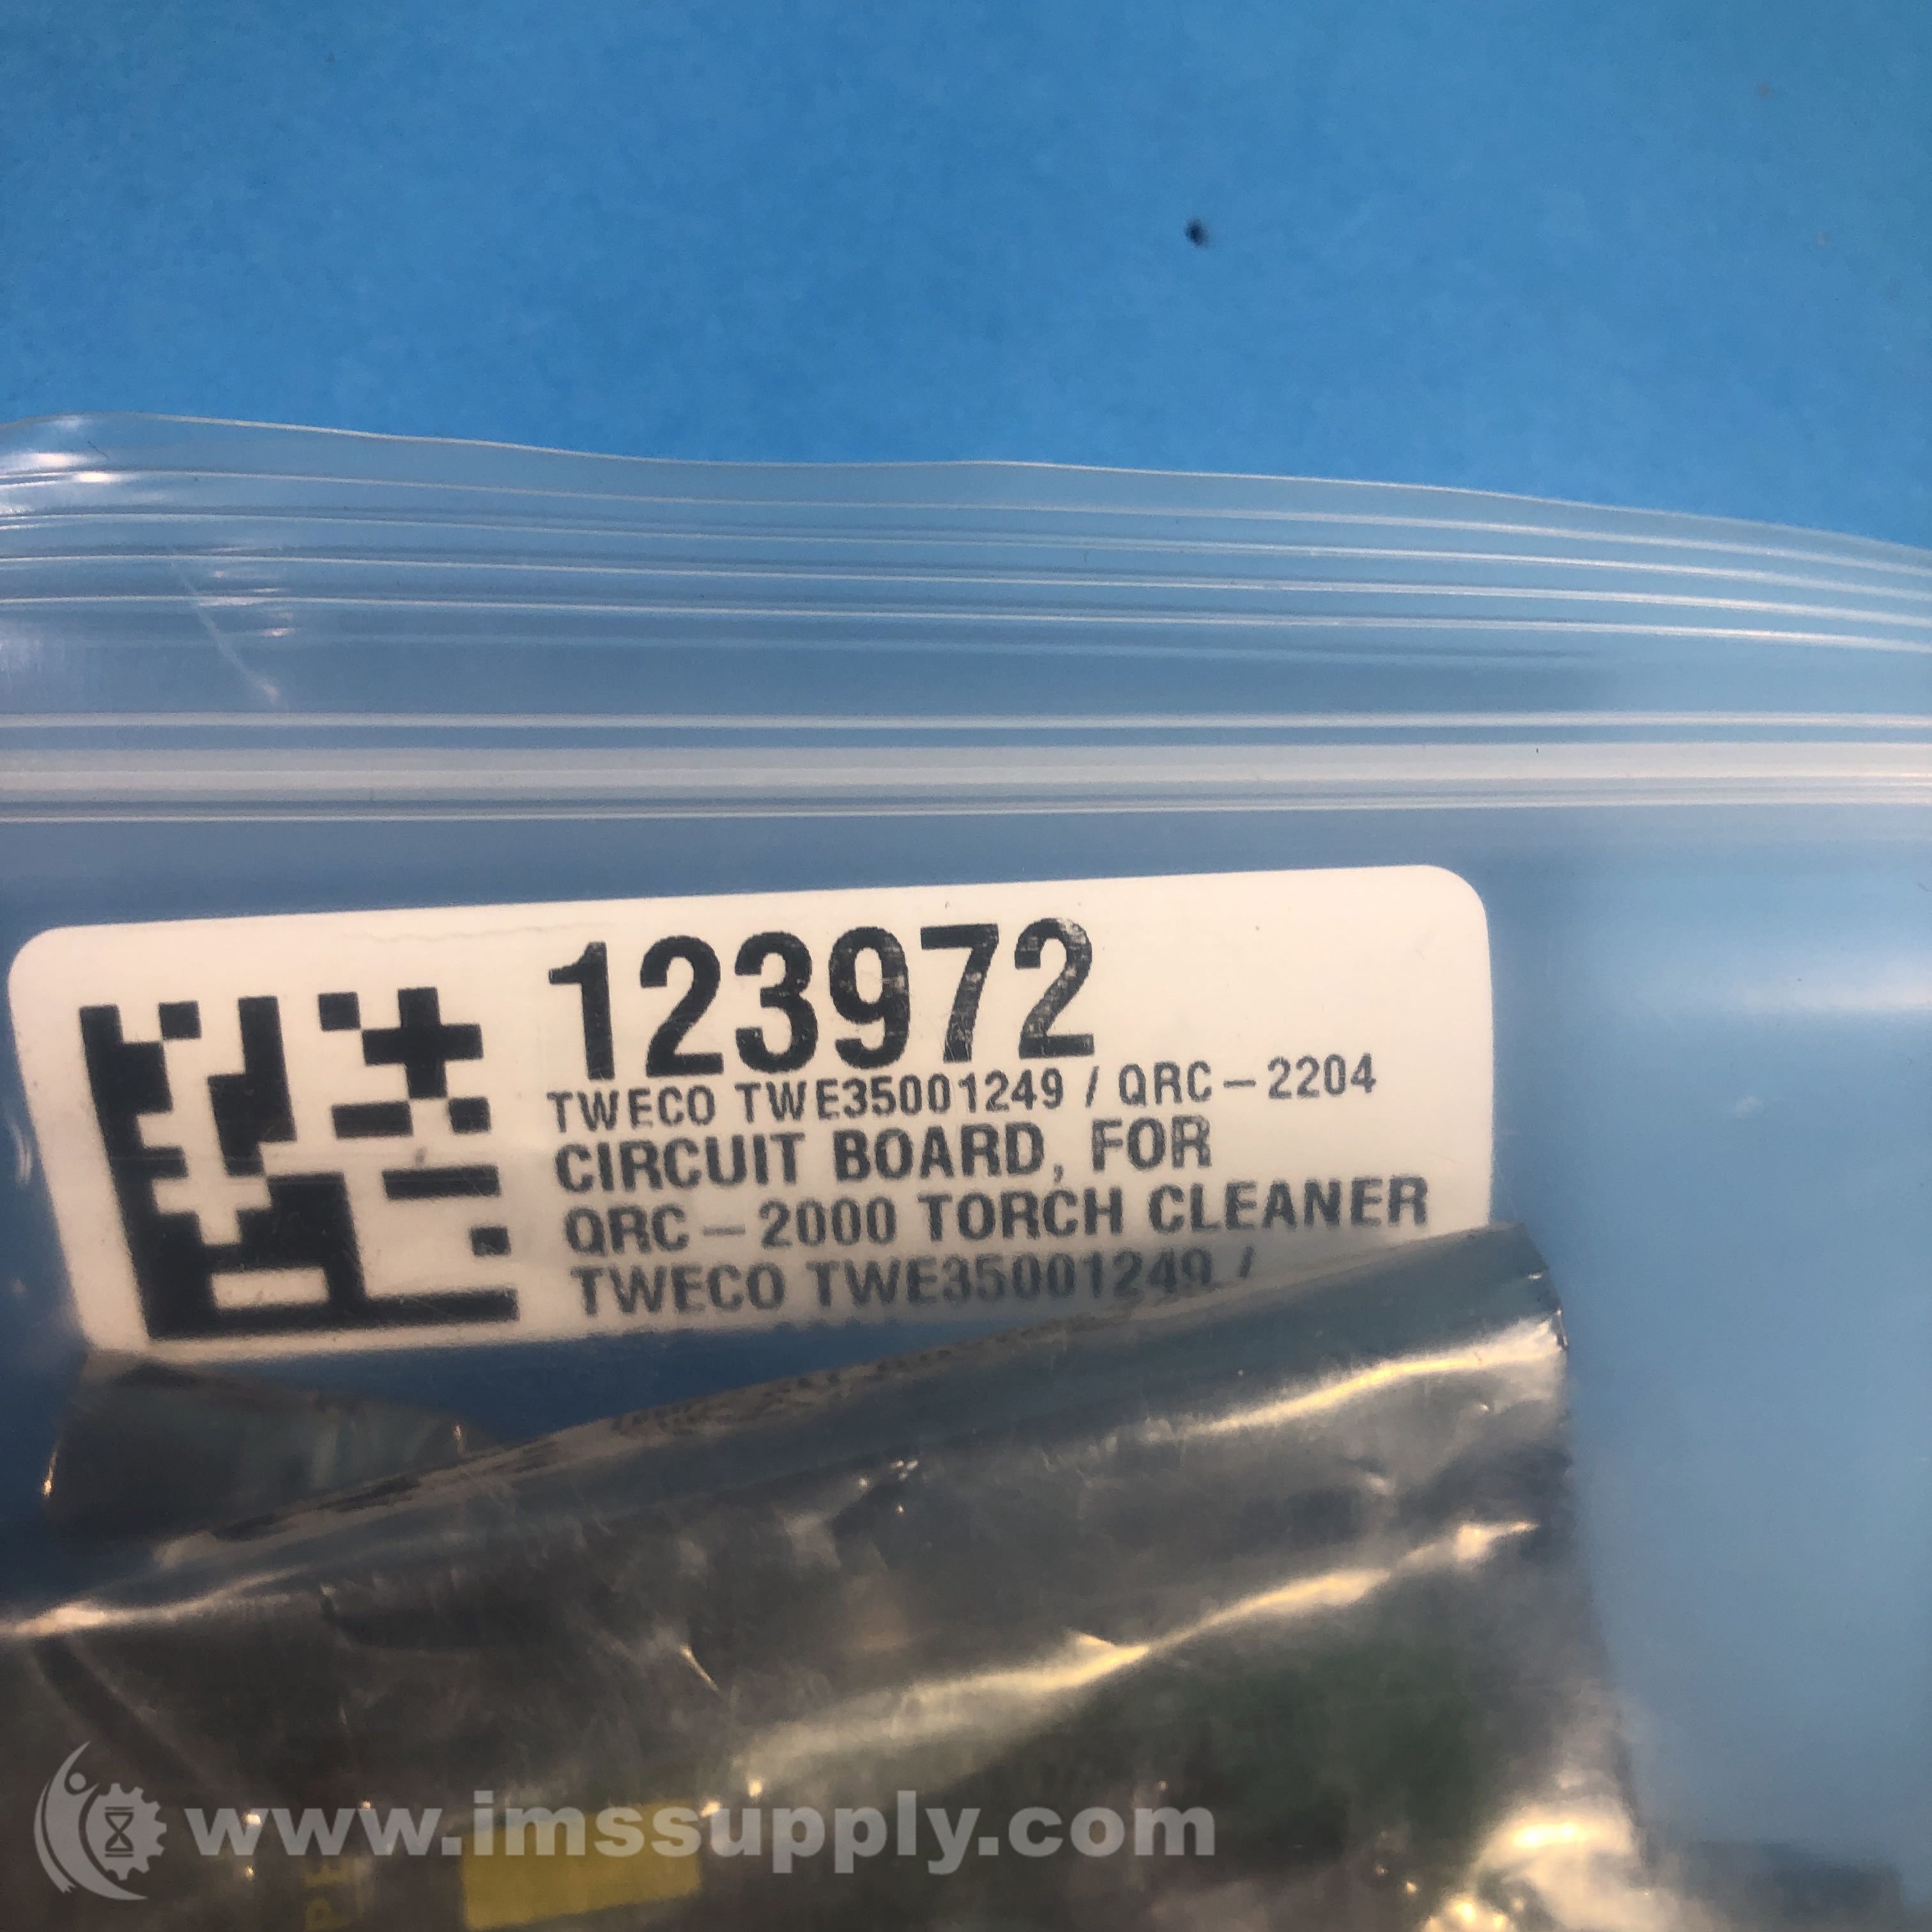 123972
TWECO TWE35001249 / QRC-2204
CIRCUIT BOARD, FOR
QRC-2000 TORCH CLEANER
TWECO TWE35001249 /
www.imssupply.com